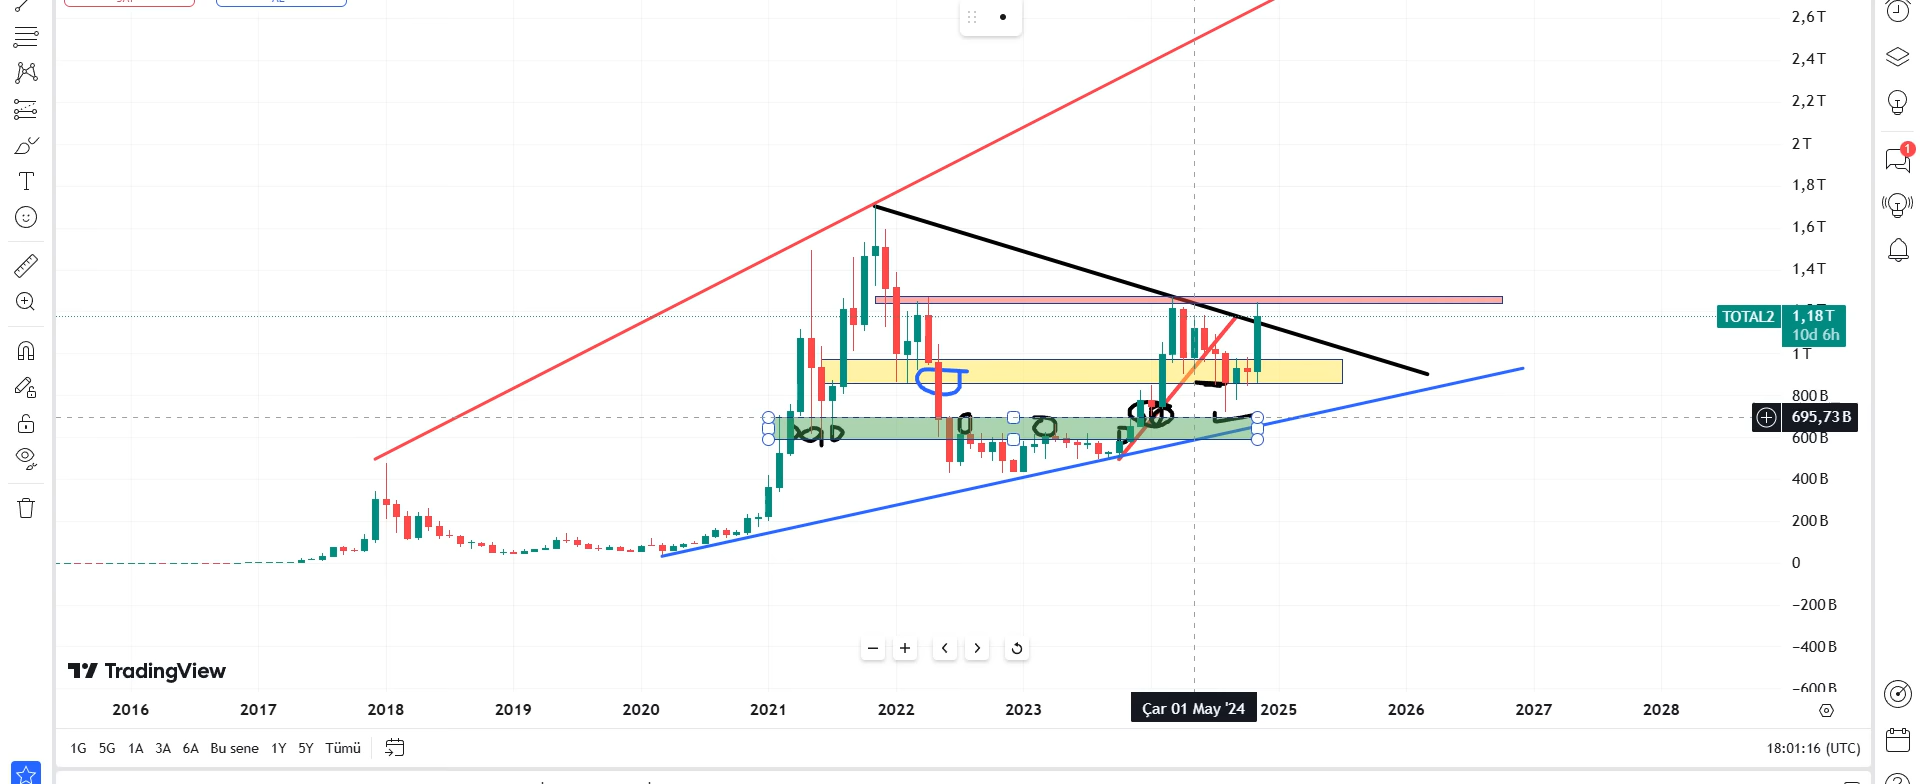 2,6T
2,4T
2,2T
2T
1,8T
1,6T
1,4T
TOTAL2 1,18T
10d 6h
1T
800B
695,73B
600B
400B
200B
0
−200B
−400B
−600B
TradingView
2016 2017 2018 2019 2020 2021 2022 2023 Çar 01 May '24 2025 2026 2027 2028
1G 5G 1A 3A 6A Bu sene 1Y 5Y Tümü 18:01:16 (UTC)
1